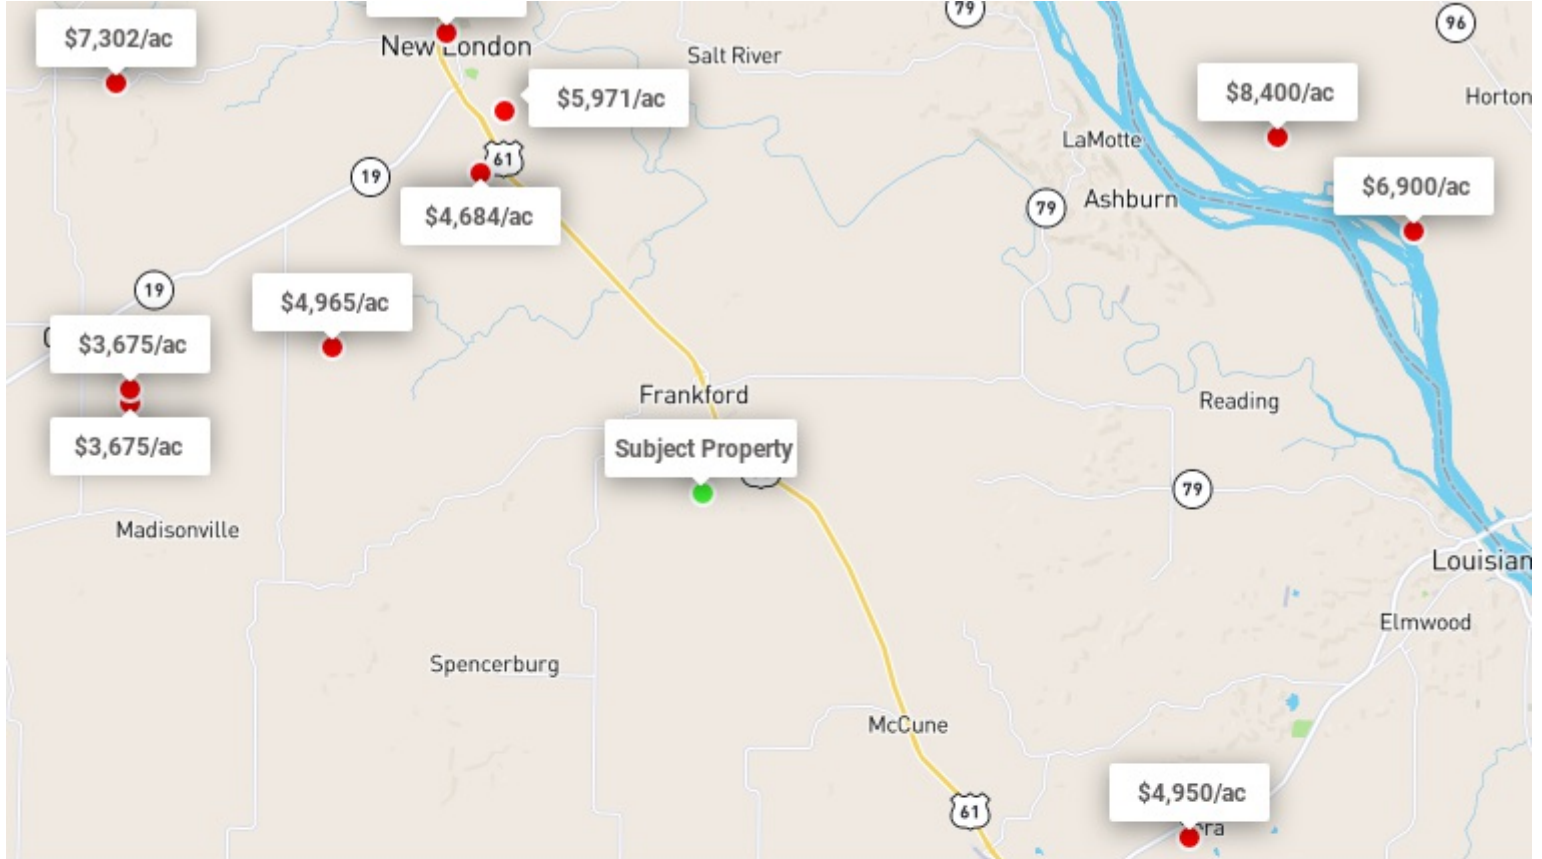 79
96
$7,302/ac
New London
Salt River
$5,971/ac
$8,400/ac
Horton
LaMotte
61
19
$6,900/ac
$4,684/ac
79
Ashburn
19
$4,965/ac
$3,675/ac
Frankford
Reading
$3,675/ac
Subject Property
79
Madisonville
Louisian
Elmwood
Spencerburg
McCune
$4,950/ac
61